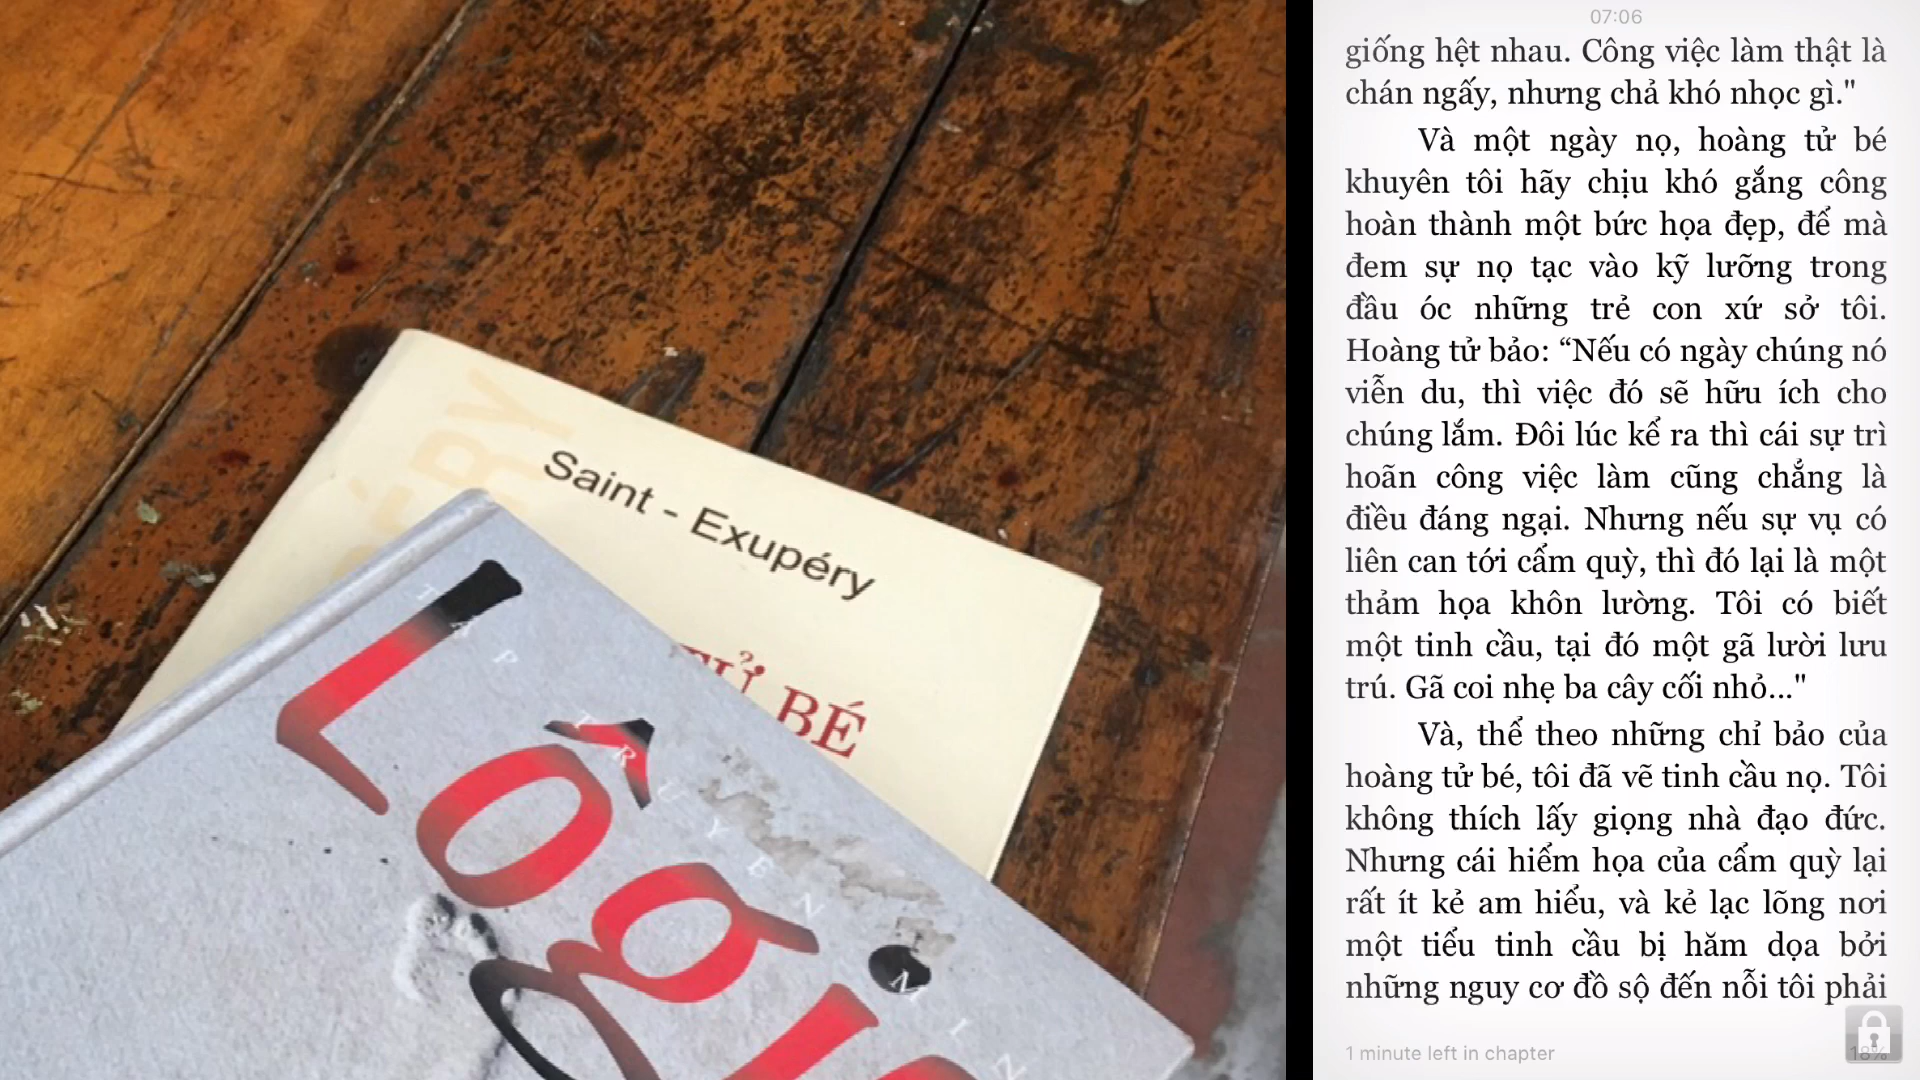 Saint - Exupéry
TỬ BÉ
TẬP TRUYỆN MIN
Lôgi
07:06
giống hệt nhau. Công việc làm thật là
chán ngấy, nhưng chả khó nhọc gì."
Và một ngày nọ, hoàng tử bé
khuyên tôi hãy chịu khó gắng công
hoàn thành một bức họa đẹp, để mà
đem sự nọ tạc vào kỹ lưỡng trong
đầu óc những trẻ con xứ sở tôi.
Hoàng tử bảo: “Nếu có ngày chúng nó
viễn du, thì việc đó sẽ hữu ích cho
chúng lắm. Đôi lúc kể ra thì cái sự trì
hoãn công việc làm cũng chẳng là
điều đáng ngại. Nhưng nếu sự vụ có
liên can tới cẩm quỳ, thì đó lại là một
thảm họa khôn lường. Tôi có biết
một tinh cầu, tại đó một gã lười lưu
trú. Gã coi nhẹ ba cây cối nhỏ..."
Và, thể theo những chỉ bảo của
hoàng tử bé, tôi đã vẽ tinh cầu nọ. Tôi
không thích lấy giọng nhà đạo đức.
Nhưng cái hiểm họa của cẩm quỳ lại
rất ít kẻ am hiểu, và kẻ lạc lõng nơi
một tiểu tinh cầu bị hăm dọa bởi
những nguy cơ đồ sộ đến nỗi tôi phải
1 minute left in chapter
18%